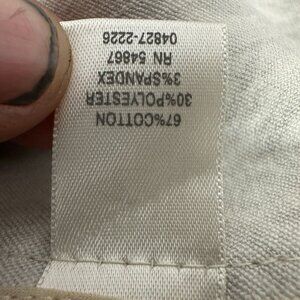 67%COTTON
30%POLYESTER
3%SPANDEX
RN 54867
04827-2226